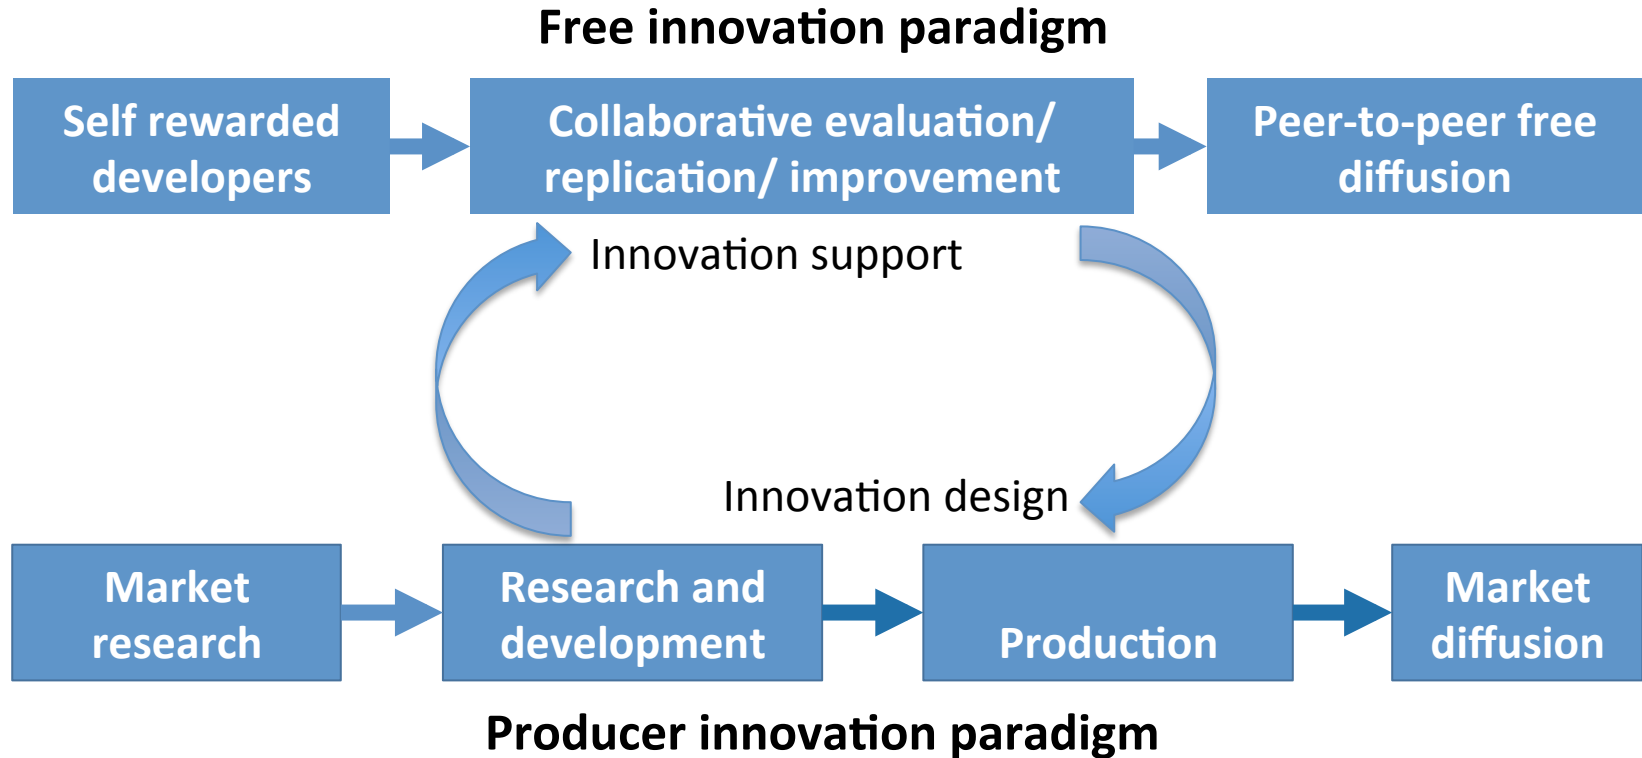 Free innovation paradigm
Self rewarded
developers
Collaborative evaluation/
replication/ improvement
Peer-to-peer free
diffusion
Innovation support
Innovation design
Market
research
Research and
development
Production
Market
diffusion
Producer innovation paradigm